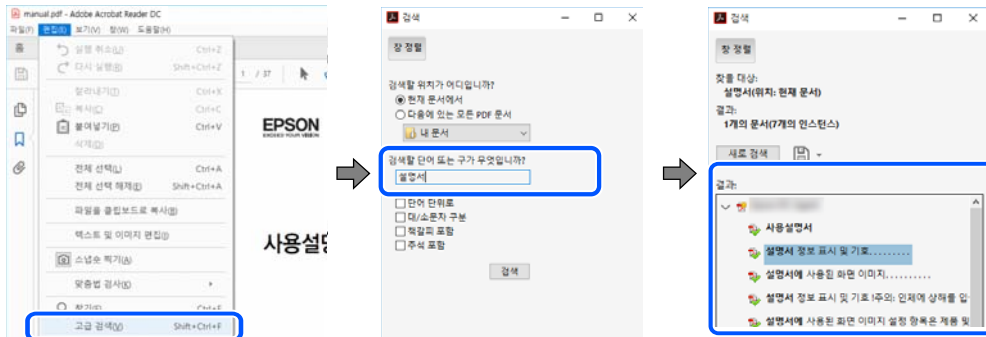 manual.pdf - Adobe Acrobat Reader DC
파일(F) 편집(E) 보기(V) 창(W) 도움말(H)
홈
실행 취소(U) Ctrl+Z
다시 실행(R) Shift+Ctrl+Z
잘라내기(T) Ctrl+X
복사(C) Ctrl+C
붙여넣기(P) Ctrl+V
삭제(D)
전체 선택(L) Ctrl+A
전체 선택 해제(E) Shift+Ctrl+A
파일을 클립보드로 복사(B)
텍스트 및 이미지 편집(I)
스냅숏 찍기(A)
맞춤법 검사(K)
찾기(F) Ctrl+F
고급 검색(V) Shift+Ctrl+F
1 / 37
EPSON
EXCEED YOUR VISION
사용설명
검색
창 정렬
검색할 위치가 어디입니까?
현재 문서에서
다음에 있는 모든 PDF 문서
내 문서
검색할 단어 또는 구가 무엇입니까?
설명서
단어 단위로
대/소문자 구분
책갈피 포함
주석 포함
검색
검색
창 정렬
찾을 대상:
설명서(위치: 현재 문서)
결과:
1개의 문서(7개의 인스턴스)
새로 검색
결과:
사용설명서
설명서 정보 표시 및 기호.........
설명서에 사용된 화면 이미지..........
설명서 정보 표시 및 기호 !주의: 인체에 상해를 입
설명서에 사용된 화면 이미지 설정 항목은 제품 및